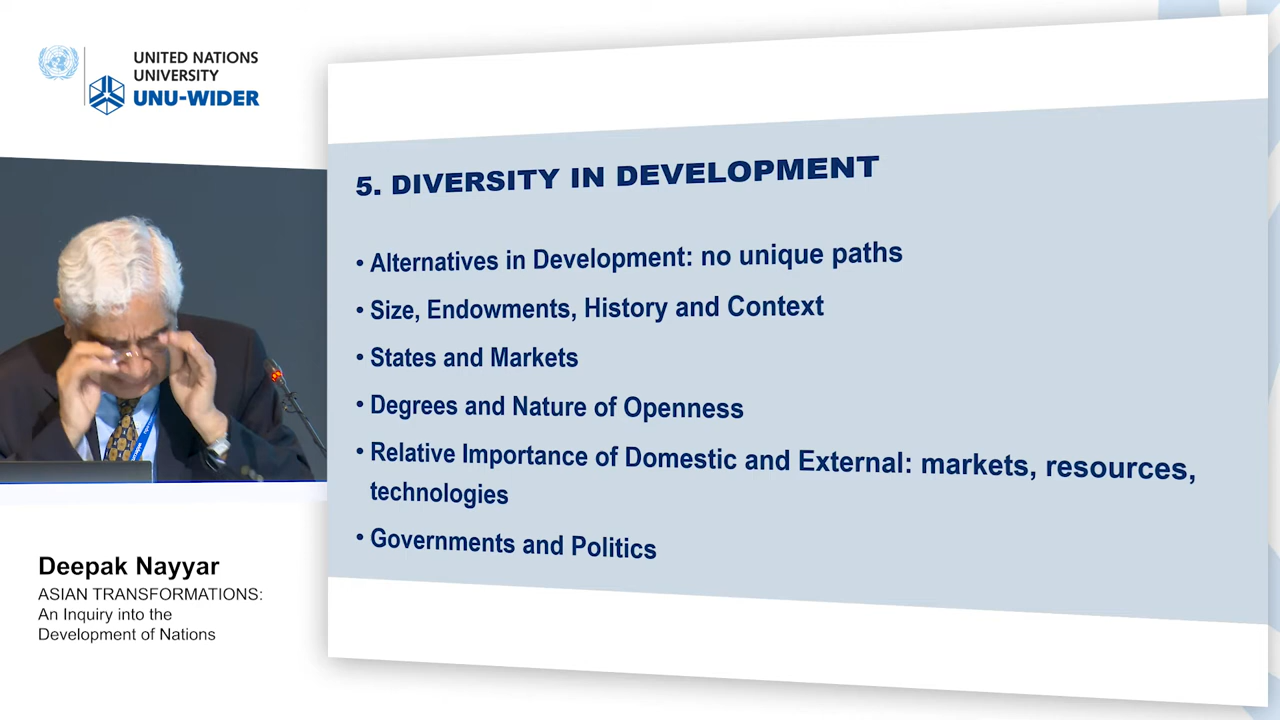 UNITED NATIONS
UNIVERSITY
UNU-WIDER
5. DIVERSITY IN DEVELOPMENT
• Alternatives in Development: no unique paths
• Size, Endowments, History and Context
• States and Markets
• Degrees and Nature of Openness
• Relative Importance of Domestic and External: markets, resources,
technologies
• Governments and Politics
Deepak Nayyar
ASIAN TRANSFORMATIONS:
An Inquiry into the
Development of Nations